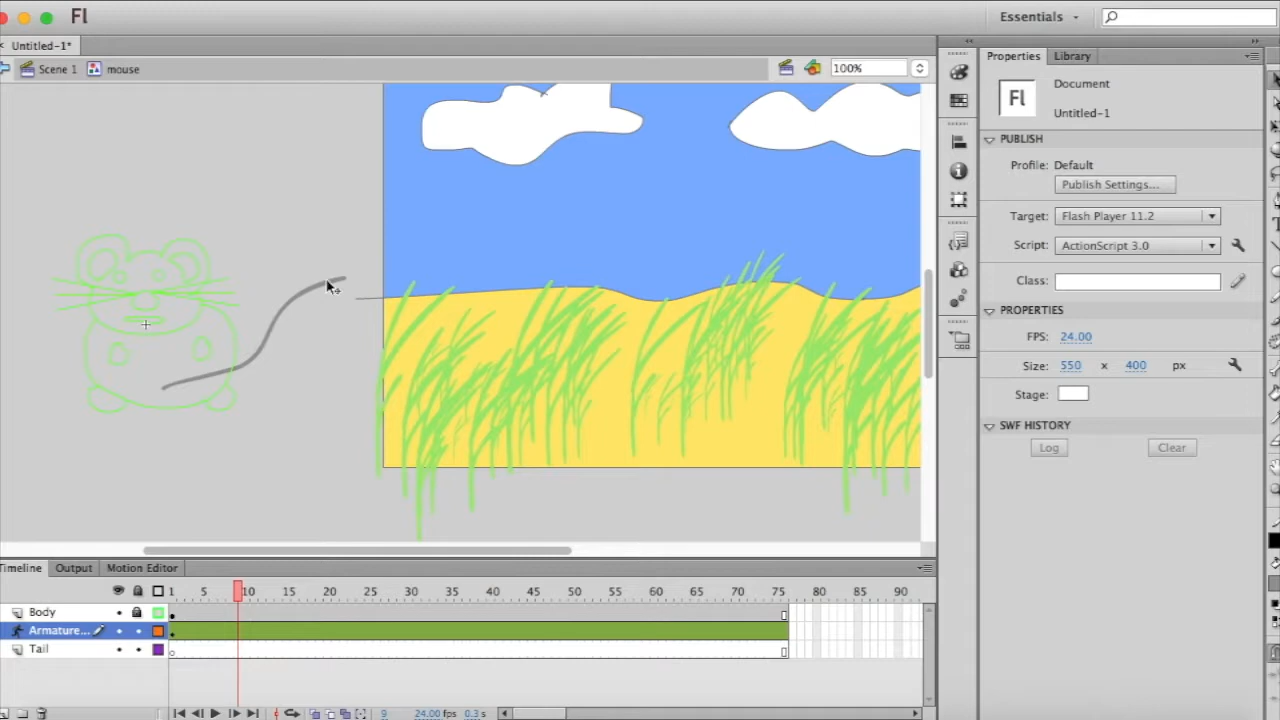 Fl
Essentials
Untitled-1*
Scene 1 mouse 100%
Properties Library
Fl Document
Untitled-1
PUBLISH
Profile: Default
Publish Settings...
Target: Flash Player 11.2
Script: ActionScript 3.0
Class:
PROPERTIES
FPS: 24.00
Size: 550 x 400 px
Stage:
SWF HISTORY
Log Clear
Timeline Output Motion Editor
1 5 10 15 20 25 30 35 40 45 50 55 60 65 70 75 80 85 90
Body
Armature...
Tail
9 24.00 fps 0.3 s